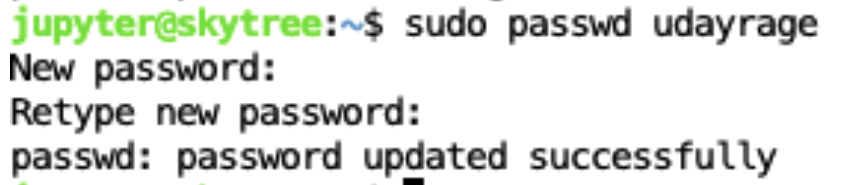 jupyter@skytree:~$ sudo passwd udayrage
New password:
Retype new password:
passwd: password updated successfully